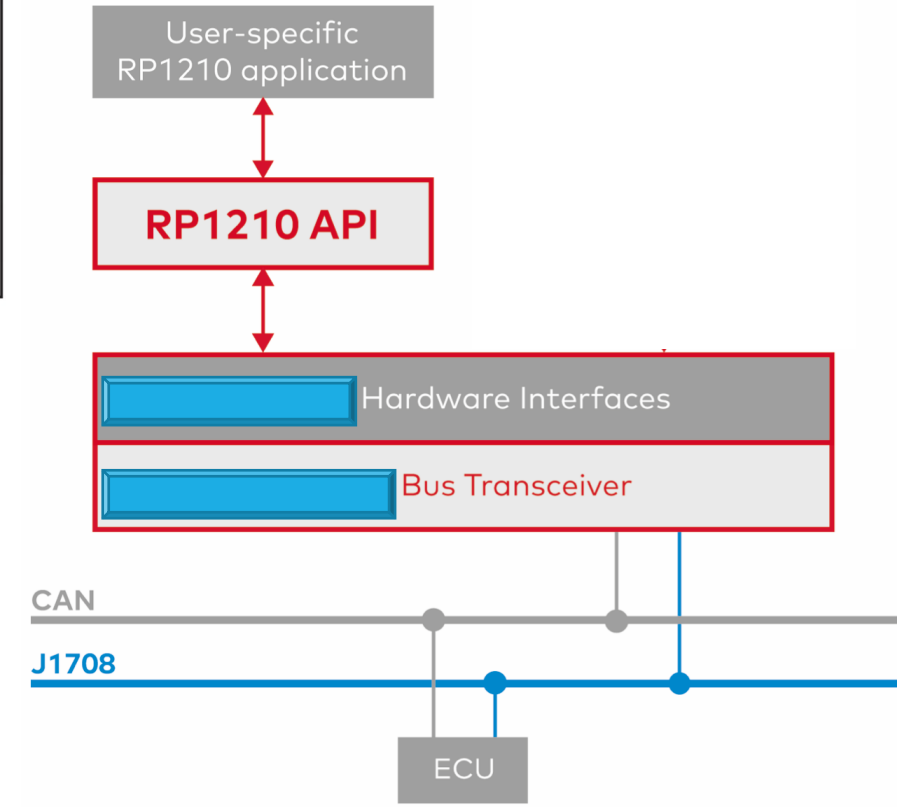 User-specific
RP1210 application
RP1210 API
Hardware Interfaces
Bus Transceiver
CAN
J1708
ECU